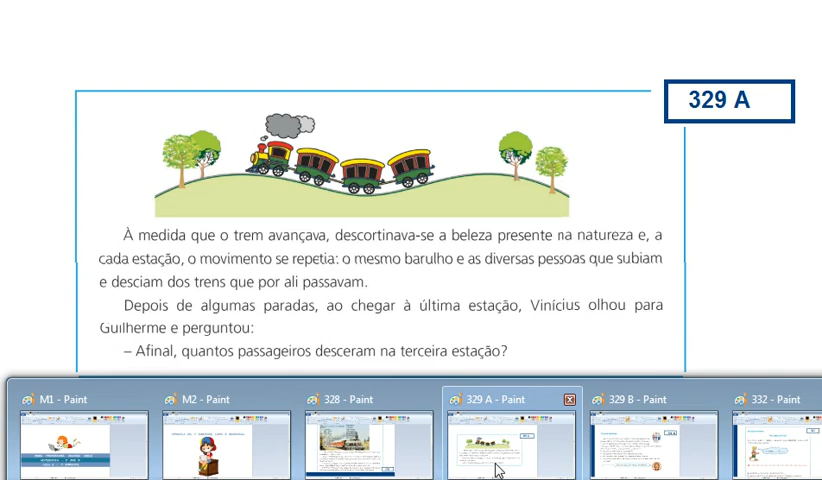 329 A
À medida que o trem avançava, descortinava-se a beleza presente na natureza e, a
cada estação, o movimento se repetia: o mesmo barulho e as diversas pessoas que subiam
e desciam dos trens que por ali passavam.
Depois de algumas paradas, ao chegar à última estação, Vinícius olhou para
Guilherme e perguntou:
– Afinal, quantos passageiros desceram na terceira estação?
M1 - Paint
M2 - Paint
328 - Paint
329 A - Paint
329 B - Paint
332 - Paint